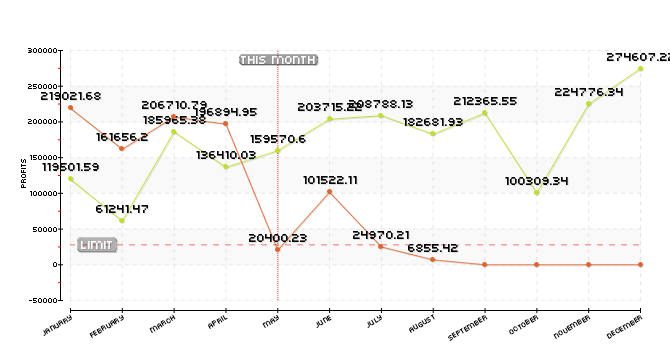 300000
THIS MONTH
274607.22
250000
219021.68
206710.79
196894.95
203715.22
208788.13
212365.55
224776.34
200000
185965.38
182681.93
161656.2
159570.6
150000
136410.03
119501.59
101522.11
100309.34
100000
61241.47
50000
LIMIT
20400.23
24970.21
6855.42
0
-50000
PROFITS
JANUARY
FEBRUARY
MARCH
APRIL
MAY
JUNE
JULY
AUGUST
SEPTEMBER
OCTOBER
NOVEMBER
DECEMBER